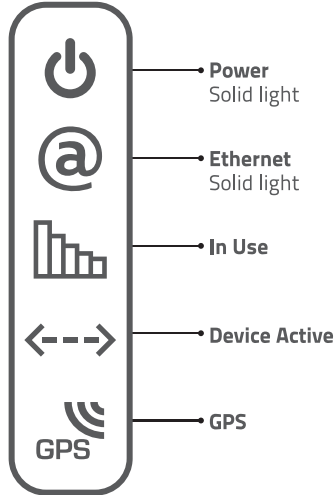 Power
Solid light
@
Ethernet
Solid light
In Use
Device Active
GPS
GPS